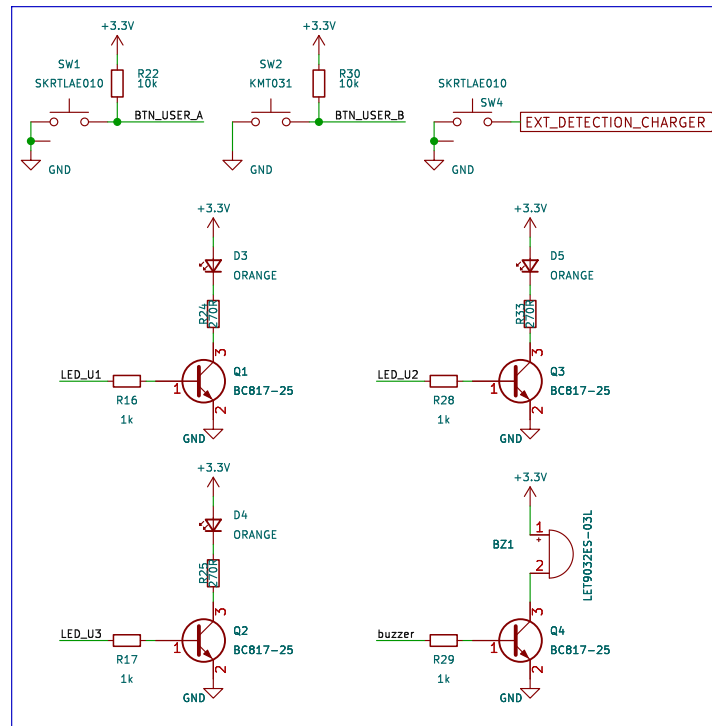 +3.3V
SW1
SKRTLAE010
R22
10k
BTN_USER_A
GND
+3.3V
SW2
KMT031
R30
10k
BTN_USER_B
GND
SKRTLAE010
SW4
EXT_DETECTION_CHARGER
GND
+3.3V
D3
ORANGE
R24
270R
LED_U1
R16
1k
1
3
2
Q1
BC817-25
GND
+3.3V
D5
ORANGE
R33
270R
LED_U2
R28
1k
1
3
2
Q3
BC817-25
GND
+3.3V
D4
ORANGE
R25
270R
LED_U3
R17
1k
1
3
2
Q2
BC817-25
GND
+3.3V
BZ1
1
+
2
LET9032ES-03L
buzzer
R29
1k
1
3
2
Q4
BC817-25
GND